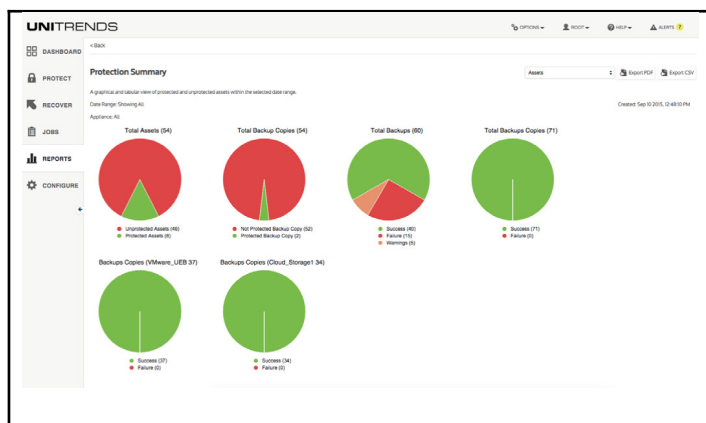 UNITRENDS
OPTIONS
ROOT
HELP
ALERTS 7
DASHBOARD
PROTECT
RECOVER
JOBS
REPORTS
CONFIGURE
< Back
Protection Summary
Assets
Export PDF
Export CSV
A graphical and tabular view of protected and unprotected assets within the selected date range.
Date Range: Showing All
Created: Sep 10 2015, 12:48:10 PM
Appliance: All
Total Assets (54)
Unprotected Assets (46)
Protected Assets (8)
Total Backup Copies (54)
Not Protected Backup Copy (52)
Protected Backup Copy (2)
Total Backups (60)
Success (40)
Failure (15)
Warnings (5)
Total Backups Copies (71)
Success (71)
Failure (0)
Backups Copies (VMware_UEB 37)
Success (37)
Failure (0)
Backups Copies (Cloud_Storage1 34)
Success (34)
Failure (0)